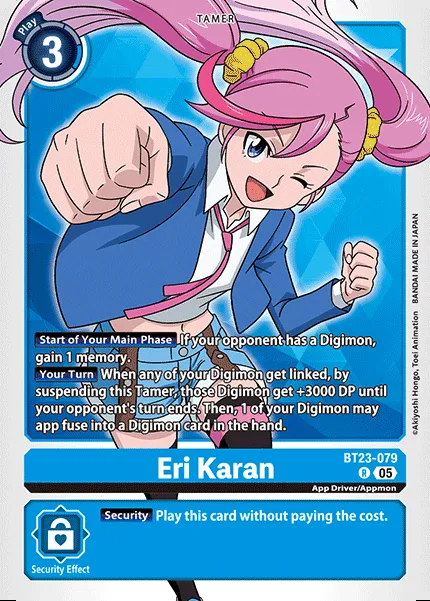 TAMER
Play
3
Start of Your Main Phase If your opponent has a Digimon,
gain 1 memory.
Your Turn When any of your Digimon get linked, by
suspending this Tamer, those Digimon get +3000 DP until
your opponent's turn ends. Then, 1 of your Digimon may
app fuse into a Digimon card in the hand.
©Akiyoshi Hongo, Toei Animation BANDAI MADE IN JAPAN
Eri Karan
BT23-079
R 05
App Driver/Appmon
Security Play this card without paying the cost.
Security Effect